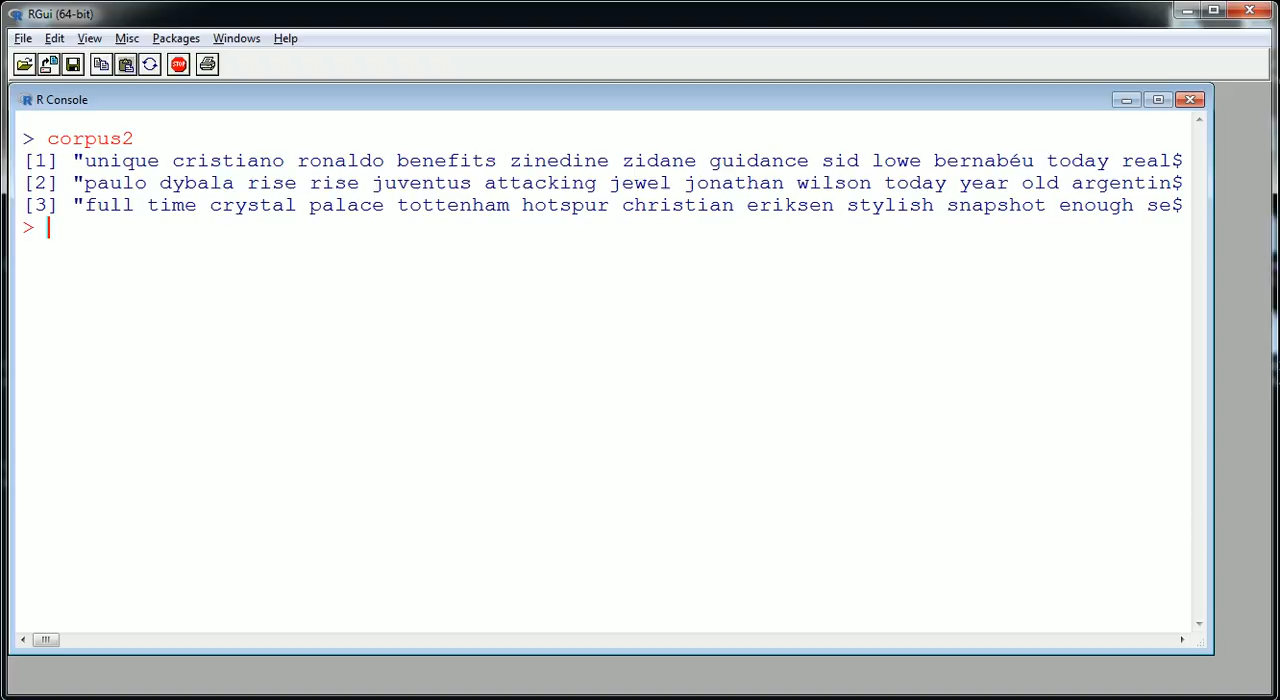 RGui (64-bit)
File Edit View Misc Packages Windows Help
STOP
R Console
> corpus2
[1] "unique cristiano ronaldo benefits zinedine zidane guidance sid lowe bernabéu today real$
[2] "paulo dybala rise rise juventus attacking jewel jonathan wilson today year old argentin$
[3] "full time crystal palace tottenham hotspur christian eriksen stylish snapshot enough se$
>